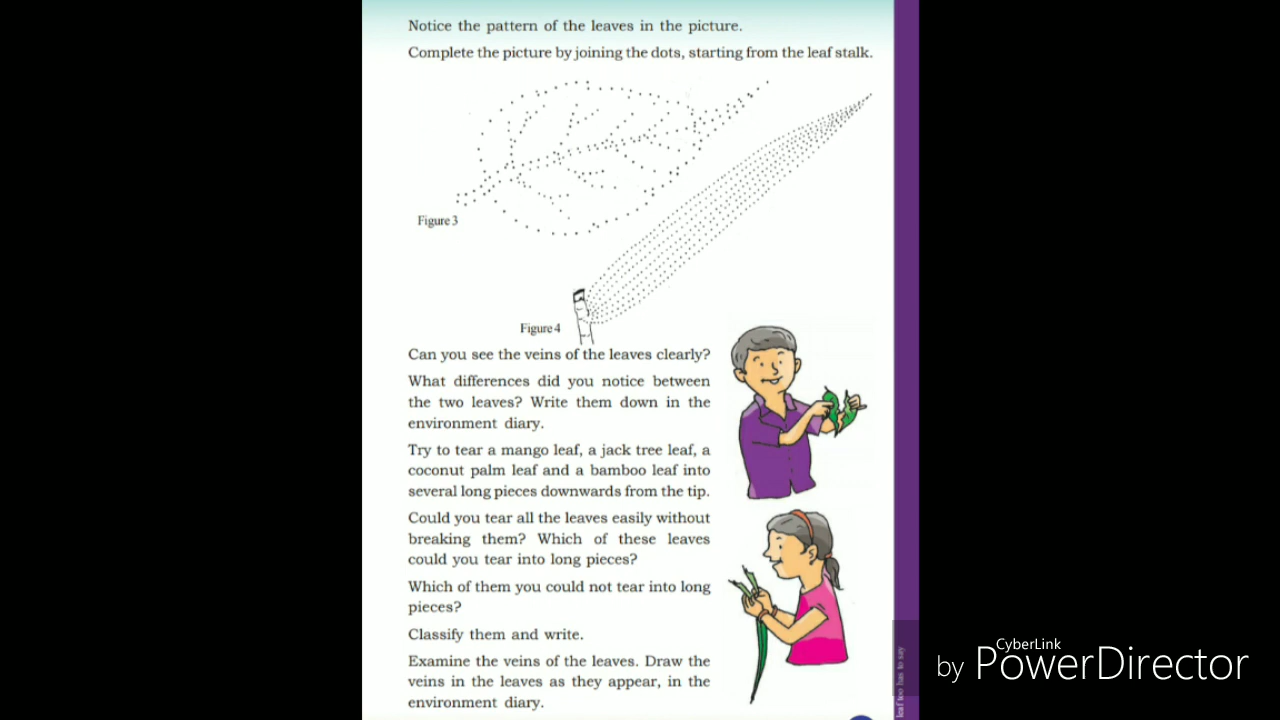 Notice the pattern of the leaves in the picture.
Complete the picture by joining the dots, starting from the leaf stalk.
Figure 3
Figure 4
Can you see the veins of the leaves clearly?
What differences did you notice between
the two leaves? Write them down in the
environment diary.
Try to tear a mango leaf, a jack tree leaf, a
coconut palm leaf and a bamboo leaf into
several long pieces downwards from the tip.
Could you tear all the leaves easily without
breaking them? Which of these leaves
could you tear into long pieces?
Which of them you could not tear into long
pieces?
Classify them and write.
Examine the veins of the leaves. Draw the
veins in the leaves as they appear, in the
environment diary.
leaf too has to say
by CyberLink PowerDirector